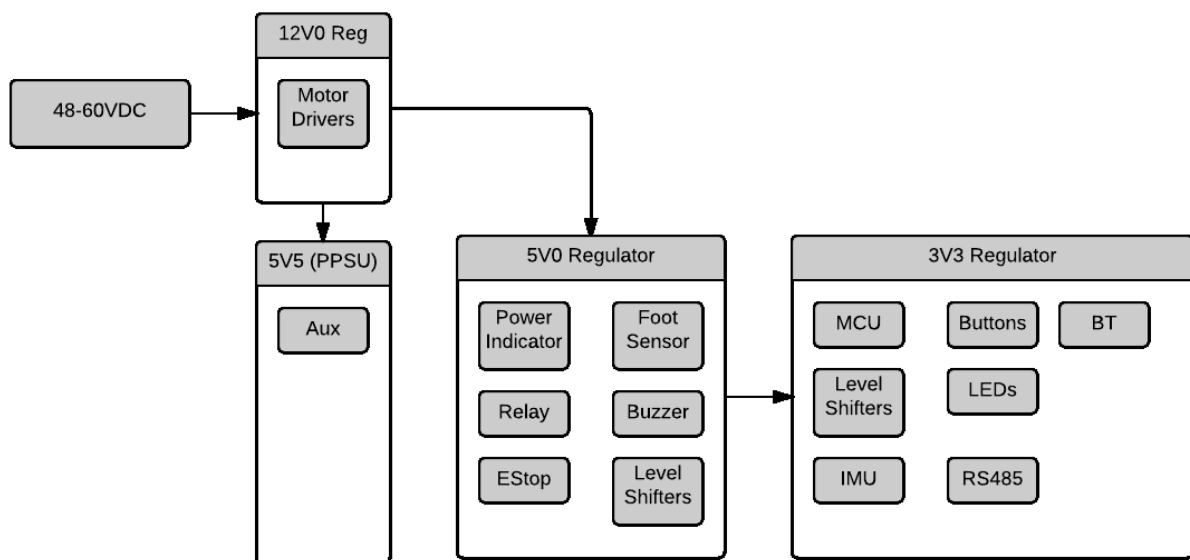 12V0 Reg
48-60VDC
Motor
Drivers
5V5 (PPSU)
Aux
5V0 Regulator
Power
Indicator
Foot
Sensor
Relay
Buzzer
EStop
Level
Shifters
3V3 Regulator
MCU
Buttons
BT
Level
Shifters
LEDs
IMU
RS485